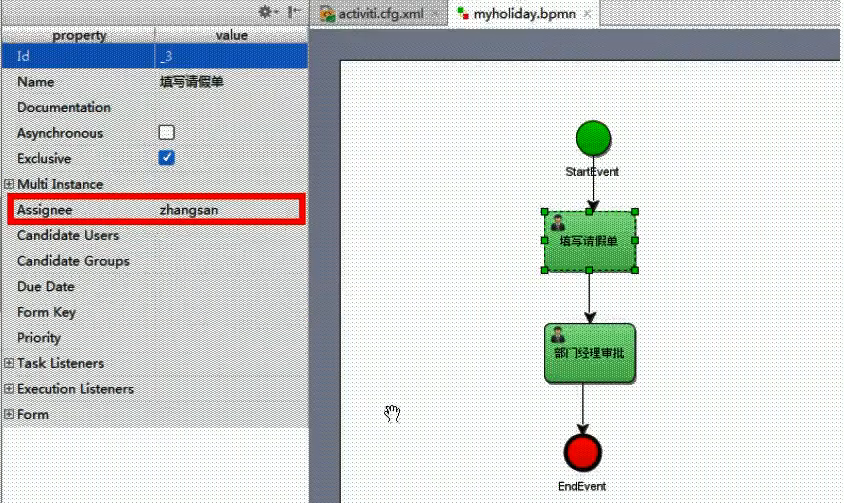 activiti.cfg.xml
myholiday.bpmn
property value
Id _3
Name 填写请假单
Documentation
Asynchronous
Exclusive
Multi Instance
Assignee zhangsan
Candidate Users
Candidate Groups
Due Date
Form Key
Priority
Task Listeners
Execution Listeners
Form
StartEvent
填写请假单
部门经理审批
EndEvent